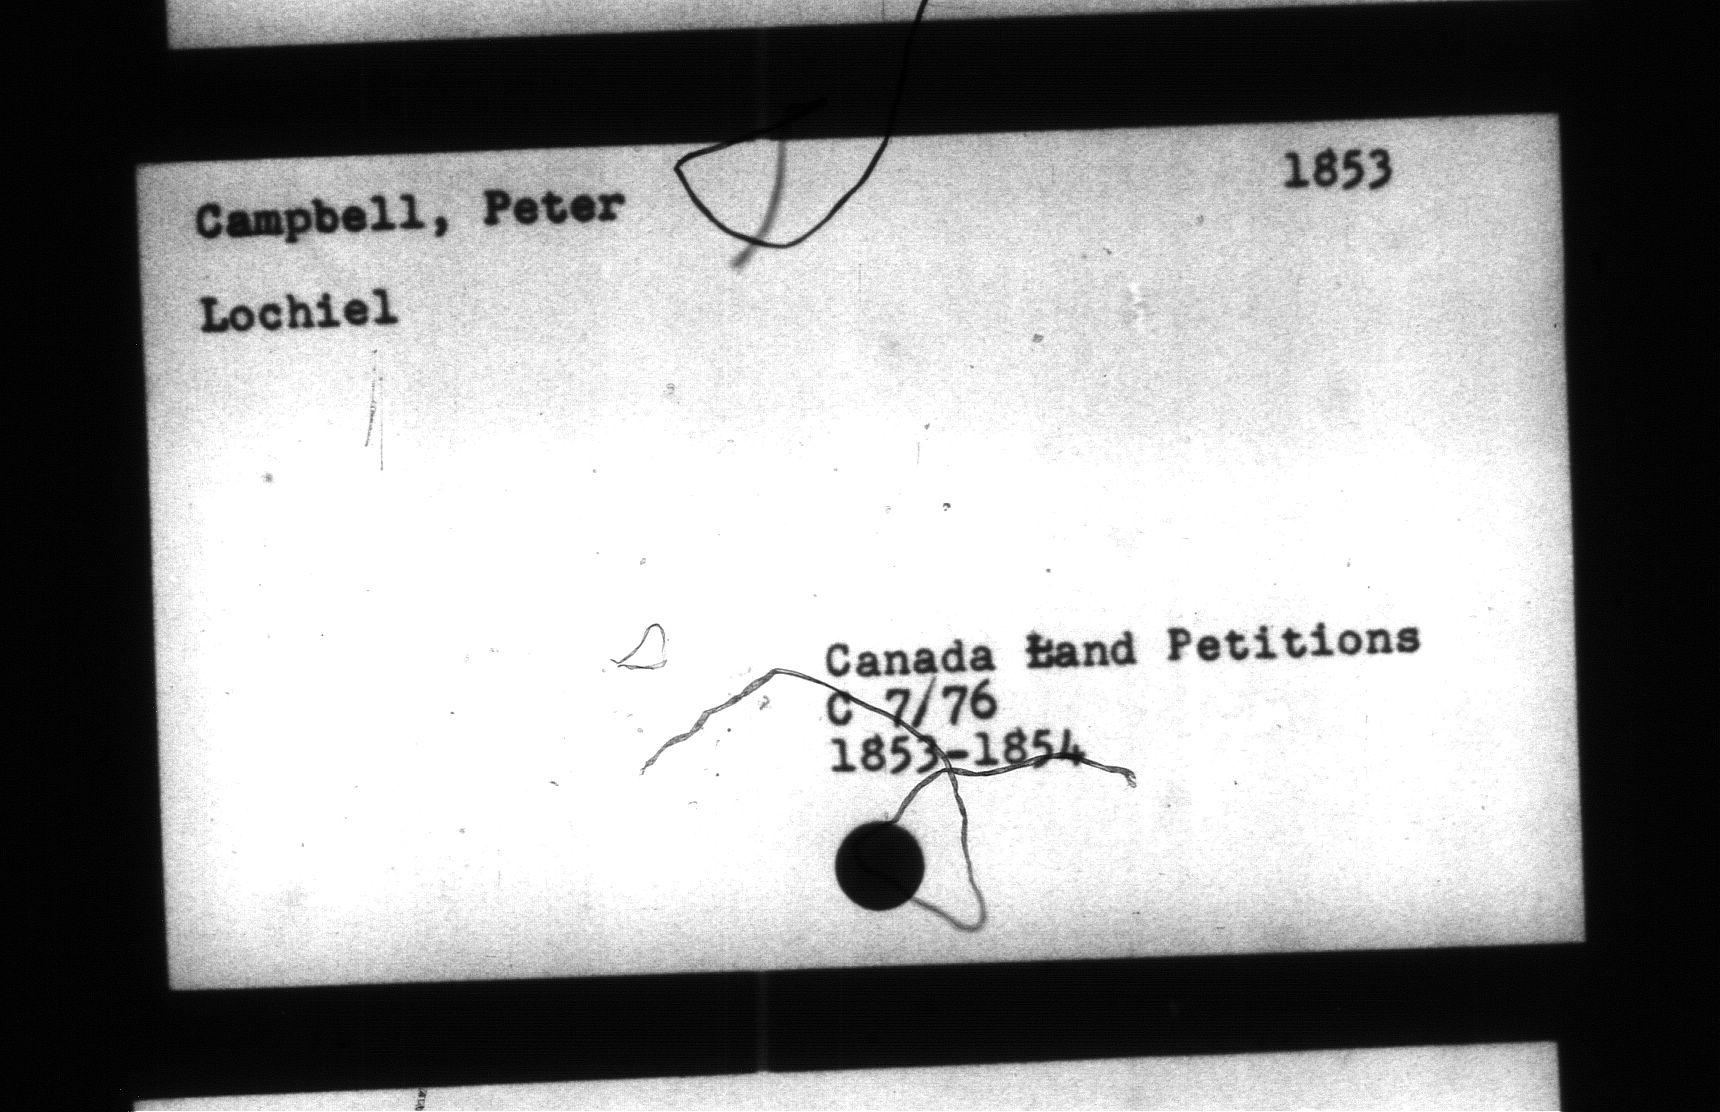 Campbell, Peter 1853
Lochiel
Canada Land Petitions
C 7/76
1853-1854